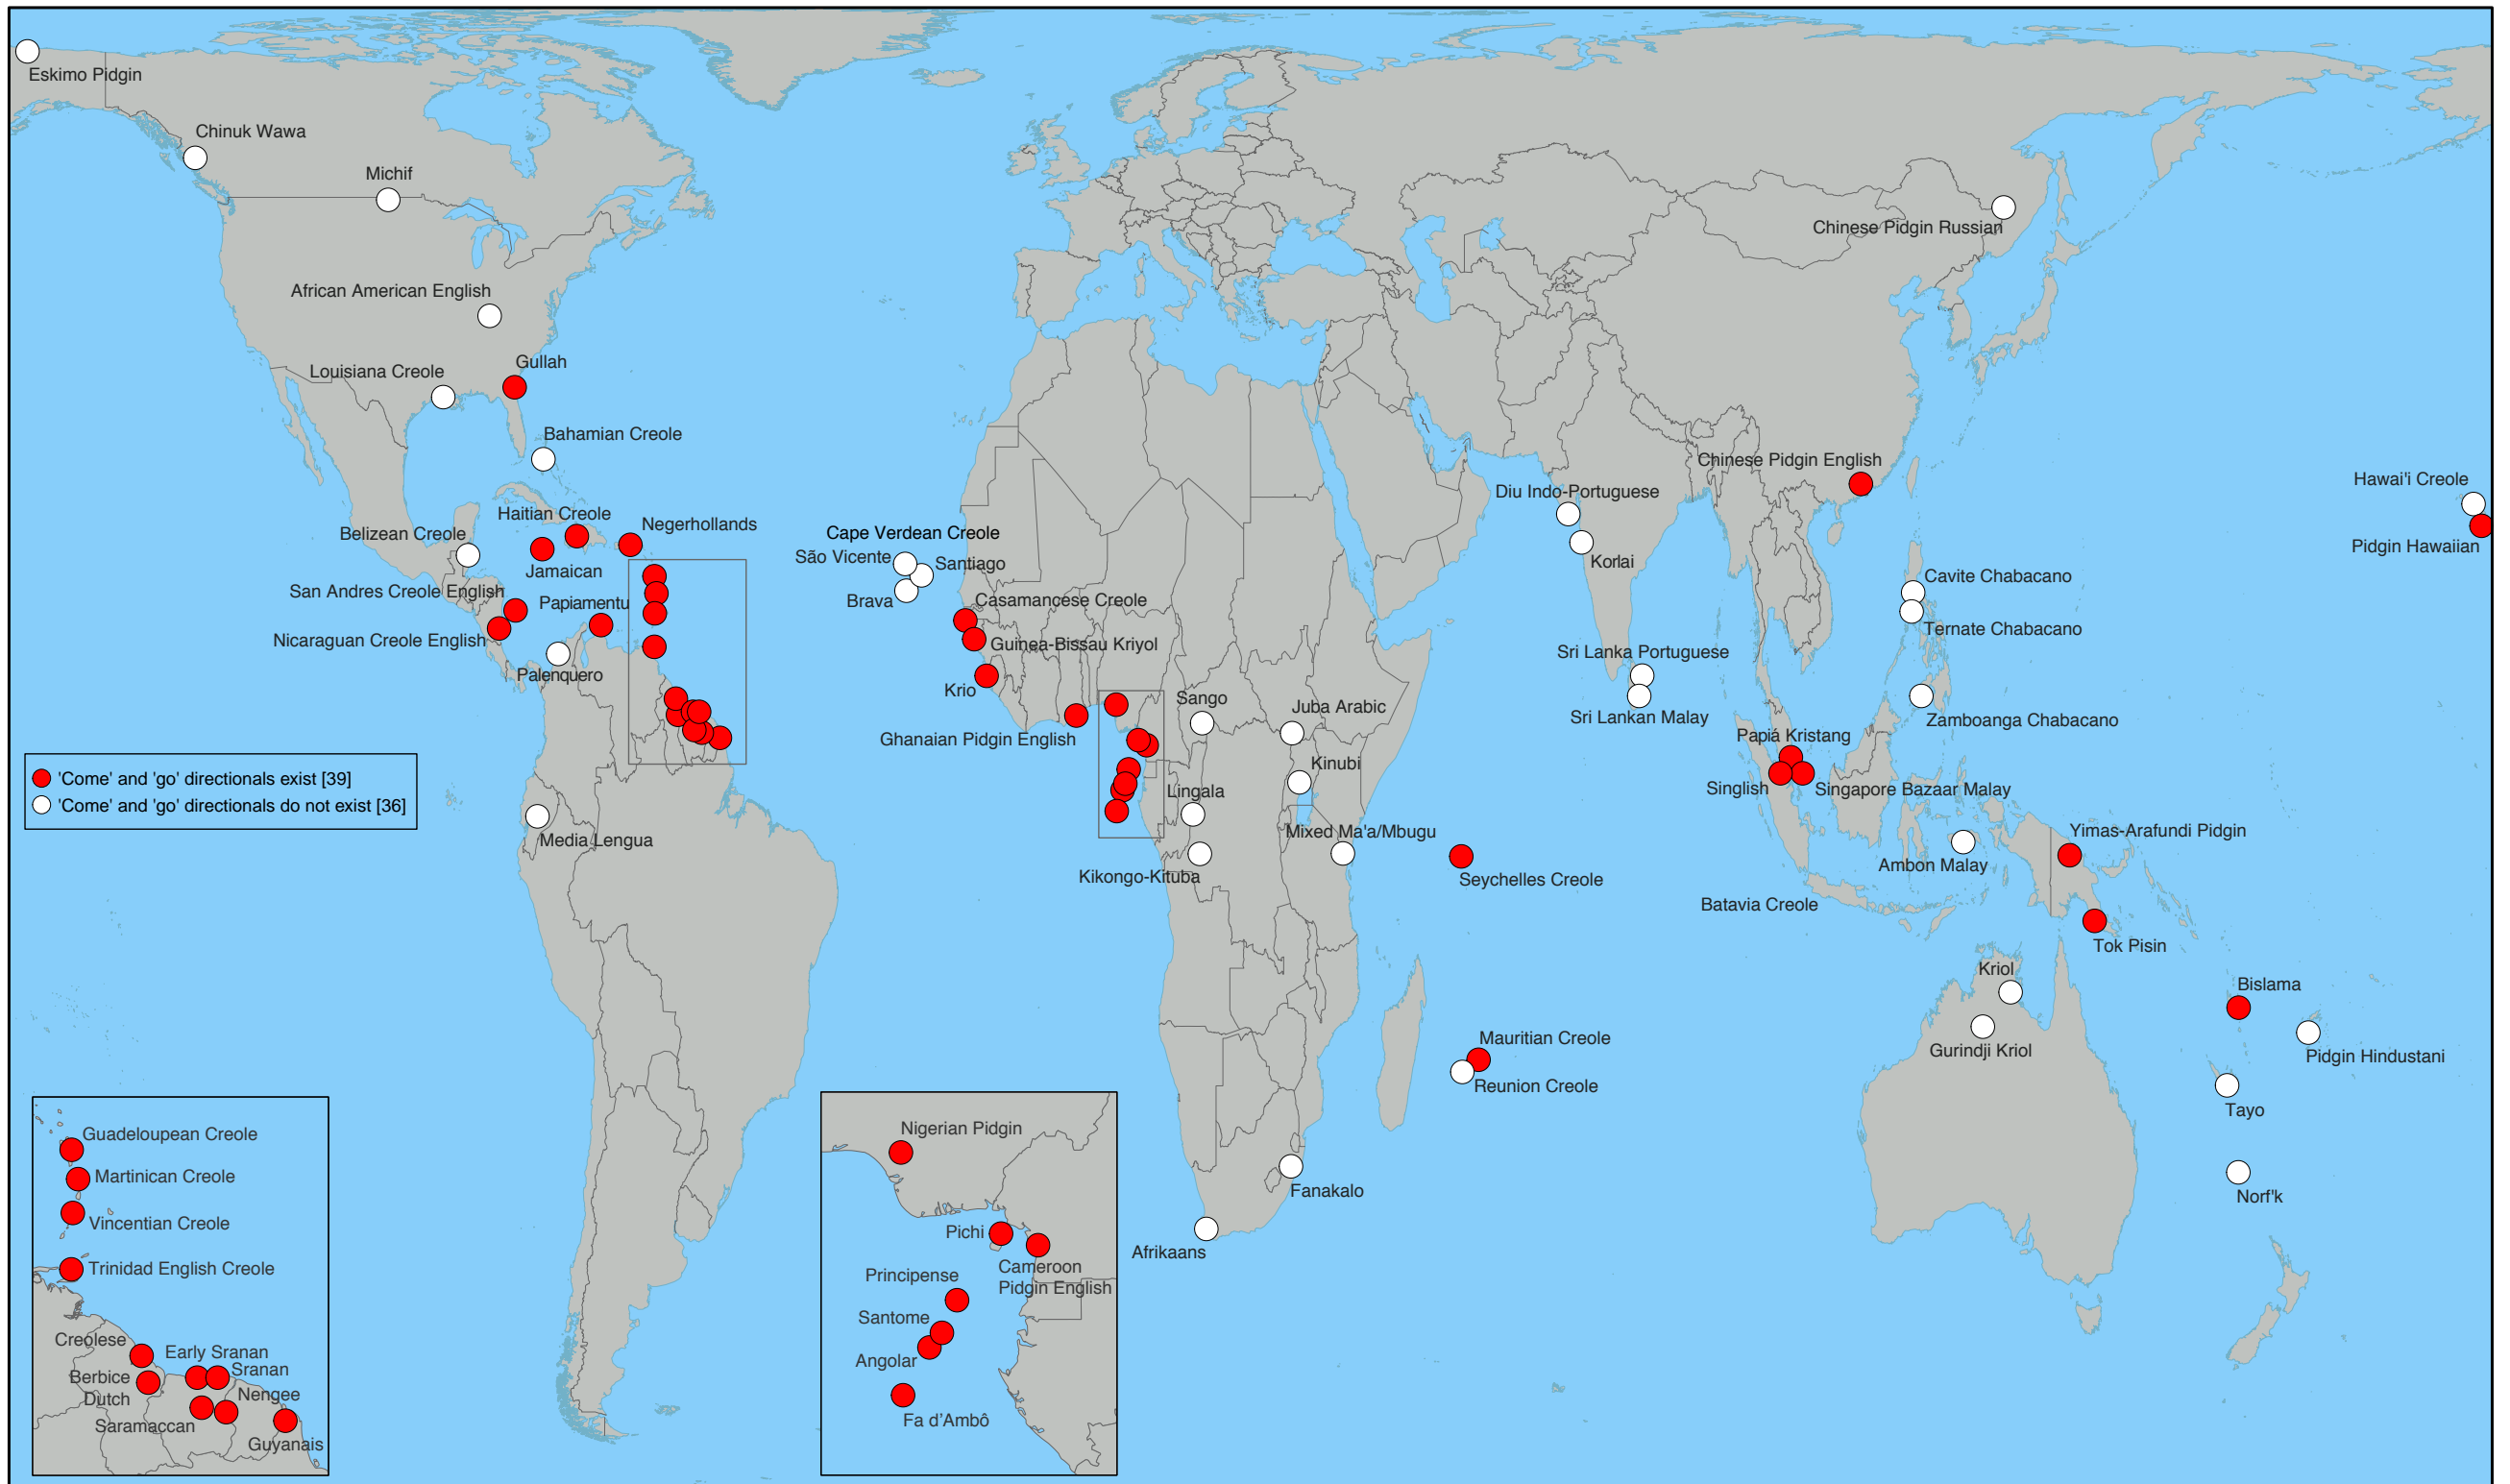 Eskimo Pidgin
Chinuk Wawa
Michif
Chinese Pidgin Russian
African American English
Gullah
Louisiana Creole
Bahamian Creole
Chinese Pidgin English
Hawai'i Creole
Diu Indo-Portuguese
Haitian Creole
Negerhollands
Belizean Creole
Cape Verdean Creole
São Vicente
Santiago
Brava
Pidgin Hawaiian
Korlai
Jamaican
Cavite Chabacano
San Andres Creole English
Papiamentu
Casamancese Creole
Ternate Chabacano
Nicaraguan Creole English
Guinea-Bissau Kriyol
Sri Lanka Portuguese
Palenquero
Krio
Sango
Juba Arabic
Sri Lankan Malay
Zamboanga Chabacano
Ghanaian Pidgin English
Papiá Kristang
Kinubi
'Come' and 'go' directionals exist [39]
'Come' and 'go' directionals do not exist [36]
Lingala
Singlish
Singapore Bazaar Malay
Media Lengua
Mixed Ma'a/Mbugu
Yimas-Arafundi Pidgin
Ambon Malay
Kikongo-Kituba
Seychelles Creole
Batavia Creole
Tok Pisin
Kriol
Bislama
Mauritian Creole
Gurindji Kriol
Pidgin Hindustani
Reunion Creole
Tayo
Fanakalo
Norf'k
Afrikaans
Guadeloupean Creole
Martinican Creole
Vincentian Creole
Trinidad English Creole
Creolese
Early Sranan
Sranan
Berbice
Dutch
Nengee
Saramaccan
Guyanais
Nigerian Pidgin
Pichi
Cameroon
Pidgin English
Principense
Santome
Angolar
Fa d'Ambô